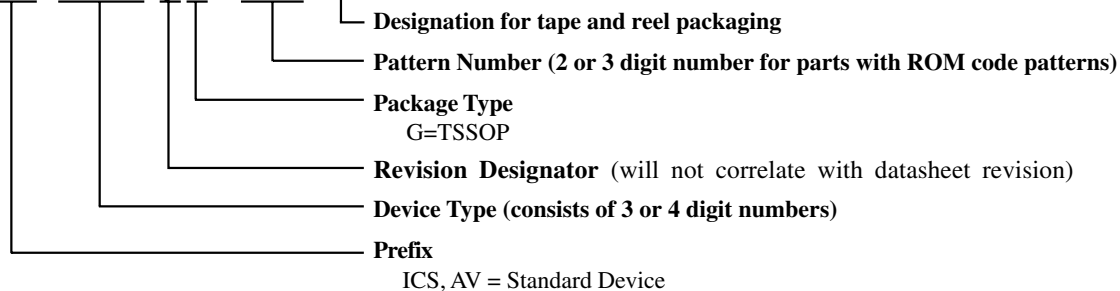 Designation for tape and reel packaging
Pattern Number (2 or 3 digit number for parts with ROM code patterns)
Package Type
G=TSSOP
Revision Designator (will not correlate with datasheet revision)
Device Type (consists of 3 or 4 digit numbers)
Prefix
ICS, AV = Standard Device